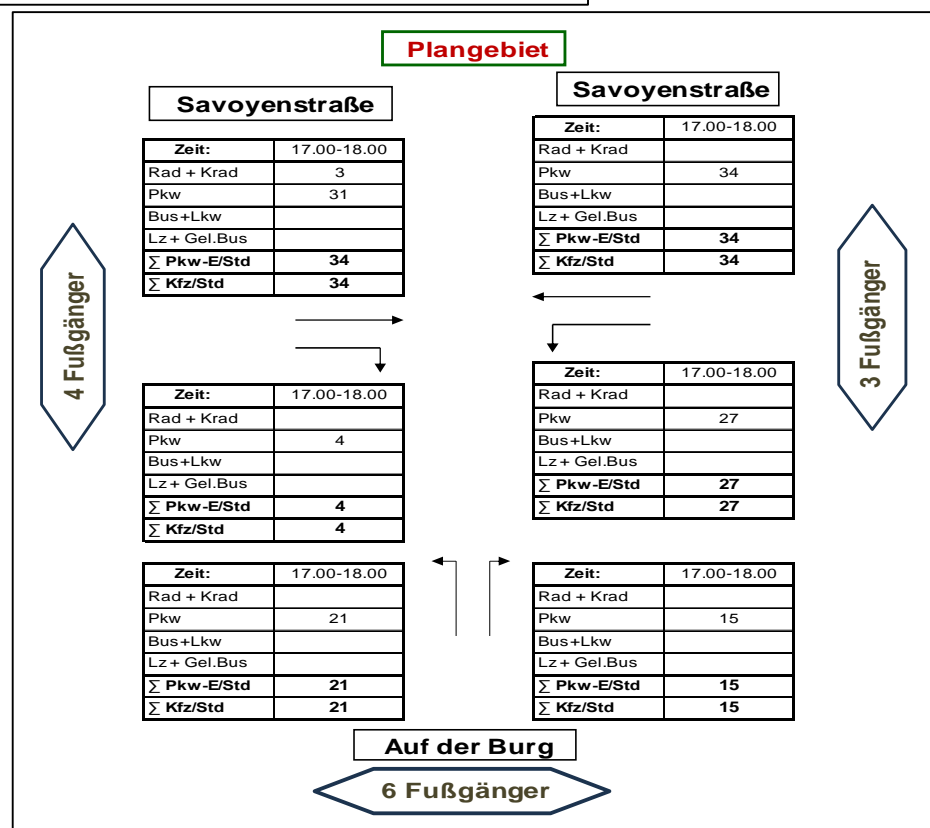 Plangebiet
Savoyenstraße
Zeit: 17.00-18.00
Rad + Krad 3
Pkw 31
Bus+Lkw
Lz + Gel.Bus
∑ Pkw-E/Std 34
∑ Kfz/Std 34
Savoyenstraße
Zeit: 17.00-18.00
Rad + Krad
Pkw 34
Bus+Lkw
Lz + Gel.Bus
∑ Pkw-E/Std 34
∑ Kfz/Std 34
4 Fußgänger
3 Fußgänger
Zeit: 17.00-18.00
Rad + Krad
Pkw 4
Bus+Lkw
Lz + Gel.Bus
∑ Pkw-E/Std 4
∑ Kfz/Std 4
Zeit: 17.00-18.00
Rad + Krad
Pkw 27
Bus+Lkw
Lz + Gel.Bus
∑ Pkw-E/Std 27
∑ Kfz/Std 27
Zeit: 17.00-18.00
Rad + Krad
Pkw 21
Bus+Lkw
Lz + Gel.Bus
∑ Pkw-E/Std 21
∑ Kfz/Std 21
Zeit: 17.00-18.00
Rad + Krad
Pkw 15
Bus+Lkw
Lz + Gel.Bus
∑ Pkw-E/Std 15
∑ Kfz/Std 15
Auf der Burg
6 Fußgänger